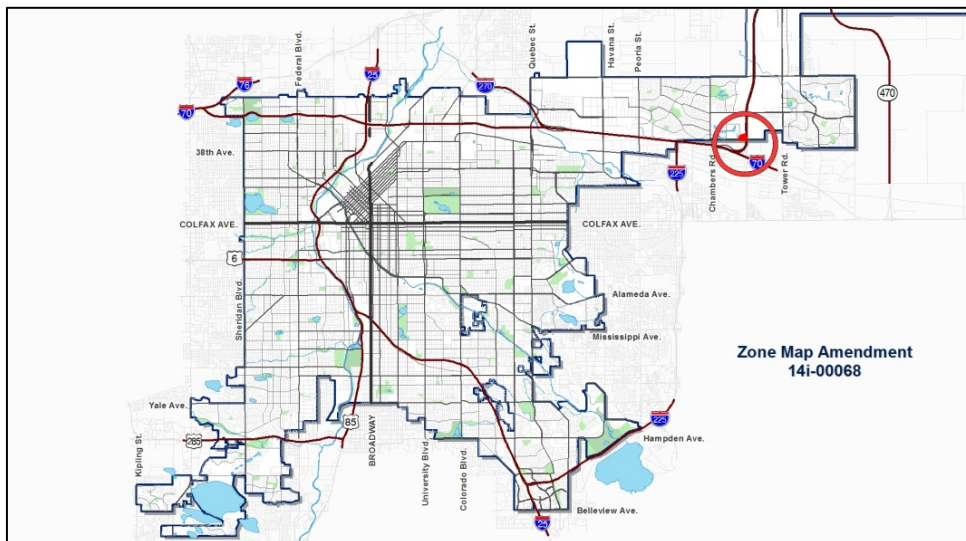 Quebec St.
Havana St.
Peoria St.
Federal Blvd.
76
25
270
70
470
38th Ave.
225
70
Chambers Rd.
Tower Rd.
COLFAX AVE.
COLFAX AVE.
6
Sheridan Blvd.
Alameda Ave.
Mississippi Ave.
Zone Map Amendment
14i-00068
Yale Ave.
85
225
285
Hampden Ave.
Kipling St.
BROADWAY
University Blvd.
Colorado Blvd.
Belleview Ave.
25